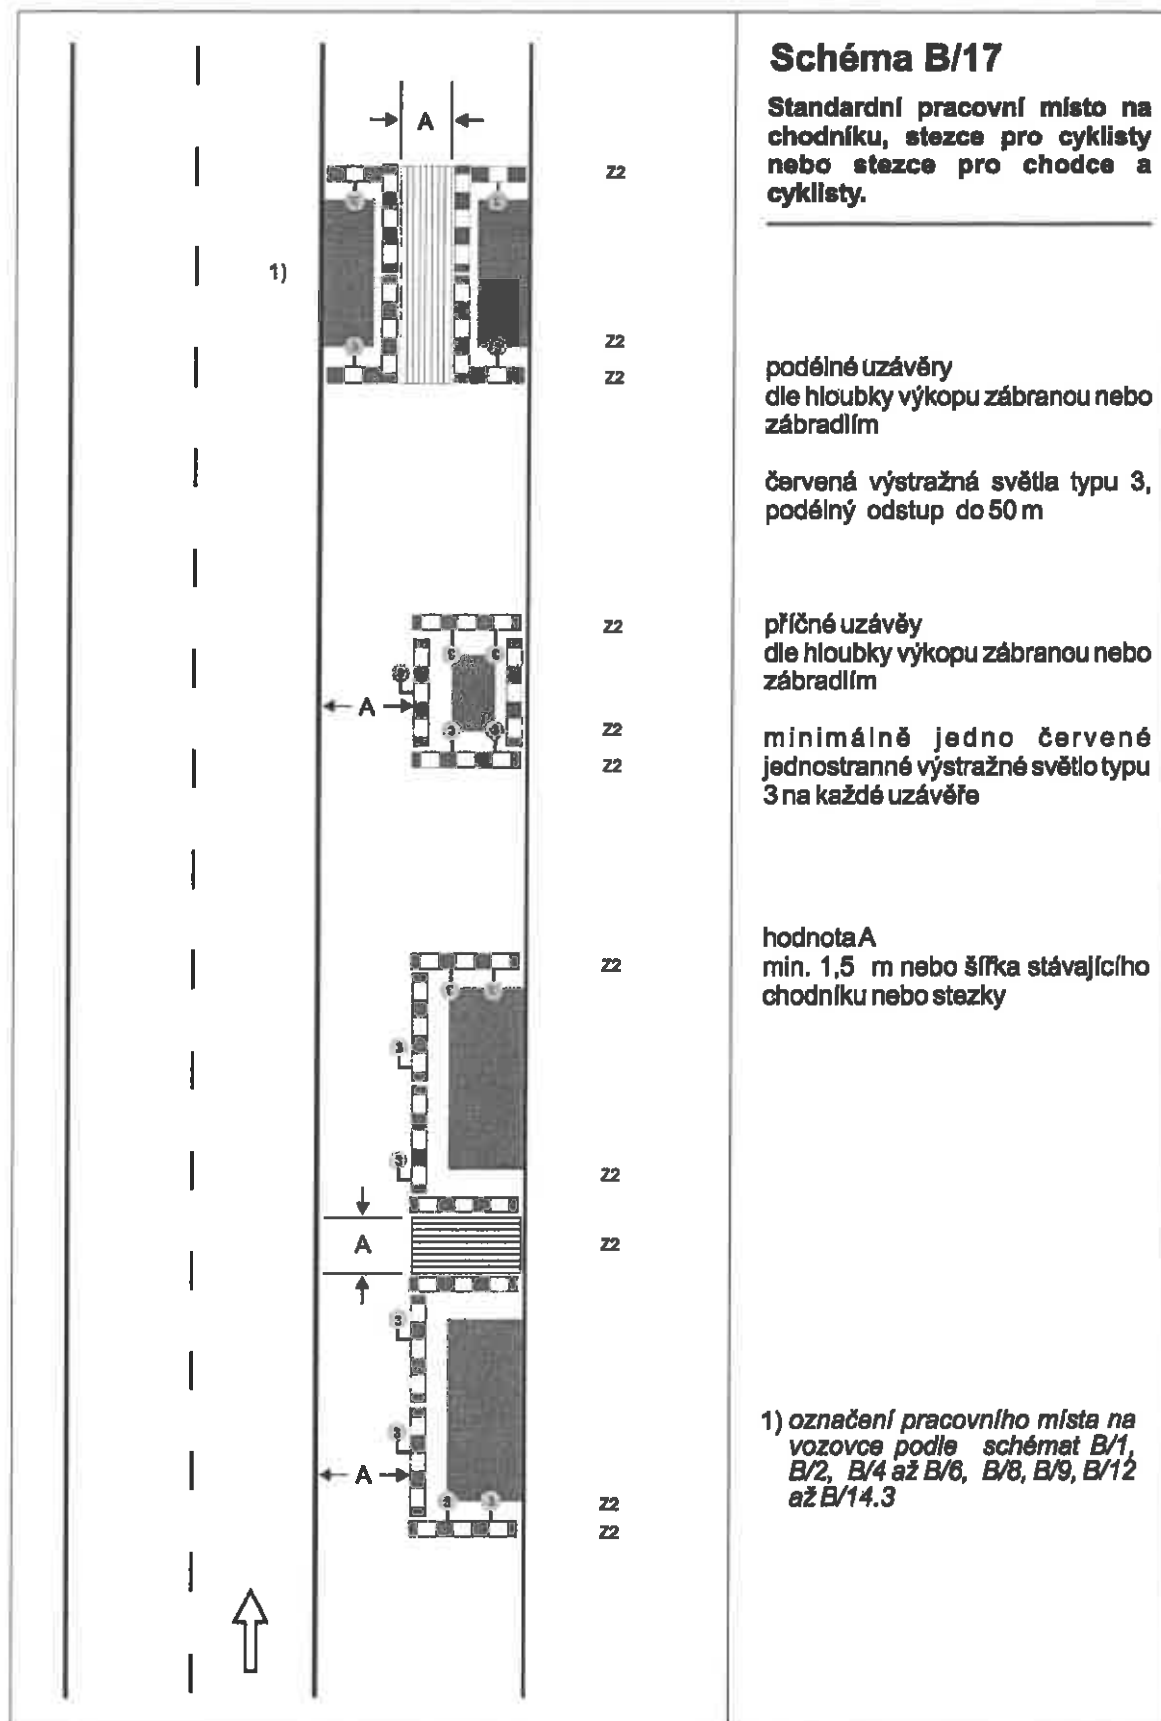 Schéma B/17
Standardní pracovní místo na
chodníku, stezce pro cyklisty
nebo stezce pro chodce a
cyklisty.
A
Z2
1)
Z2
Z2
podélné uzávěry
dle hloubky výkopu zábranou nebo
zábradlím
červená výstražná světla typu 3,
podélný odstup do 50 m
Z2
A
Z2
Z2
příčné uzávěy
dle hloubky výkopu zábranou nebo
zábradlím
minimálně jedno červené
jednostranné výstražné světlo typu
3 na každé uzávěře
Z2
hodnota A
min. 1,5 m nebo šířka stávajícího
chodníku nebo stezky
Z2
A
Z2
A
Z2
Z2
1) označení pracovního místa na
vozovce podle schémat B/1,
B/2, B/4 až B/6, B/8, B/9, B/12
až B/14.3